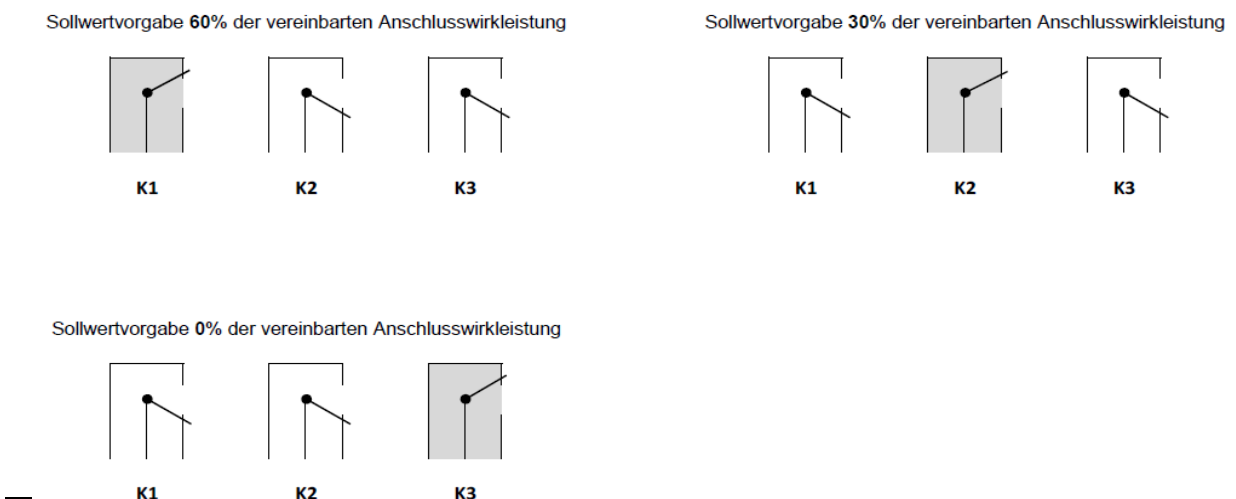 Sollwertvorgabe 60% der vereinbarten Anschlusswirkleistung
K1 K2 K3
Sollwertvorgabe 30% der vereinbarten Anschlusswirkleistung
K1 K2 K3
Sollwertvorgabe 0% der vereinbarten Anschlusswirkleistung
K1 K2 K3